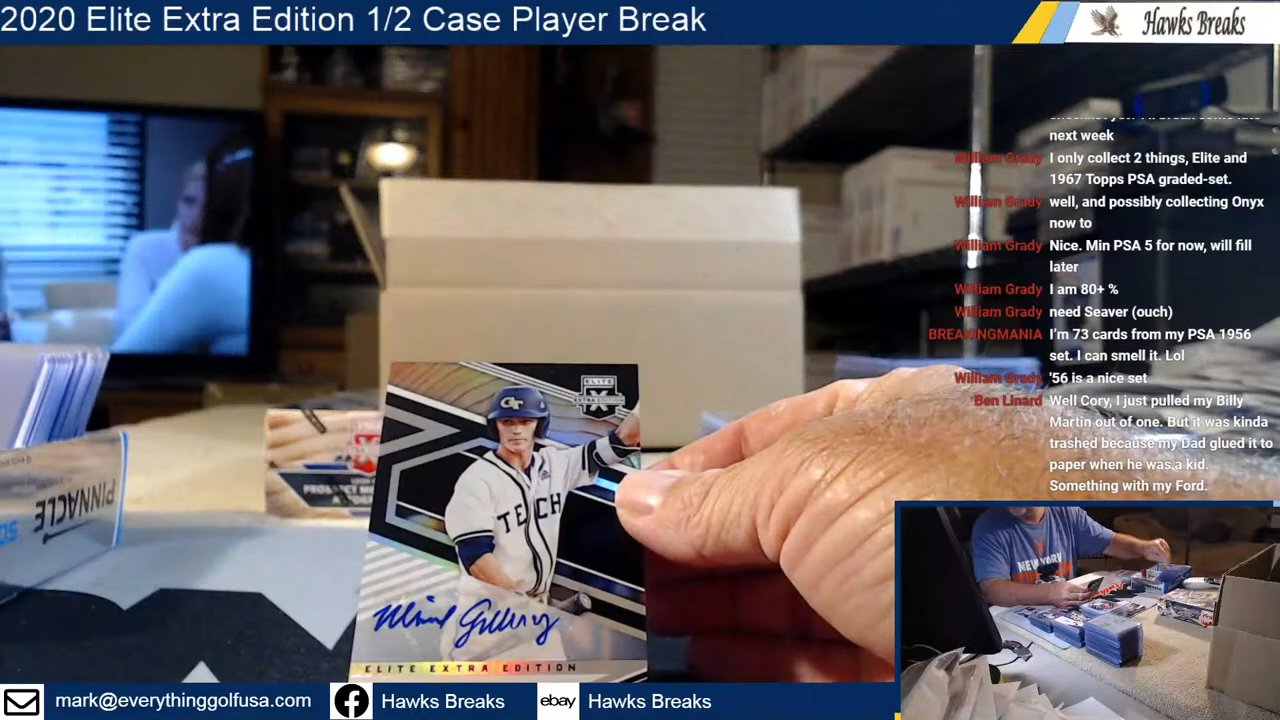 2020 Elite Extra Edition 1/2 Case Player Break
Hawks Breaks
next week
William Grady I only collect 2 things, Elite and
1967 Topps PSA graded-set.
William Grady well, and possibly collecting Onyx
now to
William Grady Nice. Min PSA 5 for now, will fill
later
William Grady I am 80+ %
William Grady need Seaver (ouch)
BREAKINGMANIA I'm 73 cards from my PSA 1956
set. I can smell it. Lol
William Grady '56 is a nice set
Ben Linard Well Cory, I just pulled my Billy
Martin out of one. But it was kinda
trashed because my Dad glued it to
paper when he was a kid.
Something with my Ford.
ELITE
EXTRA EDITION
GT
TECH
ELITE EXTRA EDITION
PINNACLE
NEW YORK
mark@everythinggolfusa.com
Hawks Breaks
ebay
Hawks Breaks